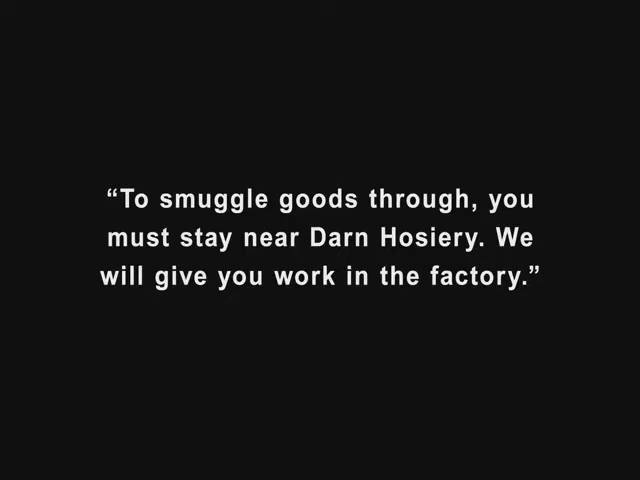 “To smuggle goods through, you
must stay near Darn Hosiery. We
will give you work in the factory.”